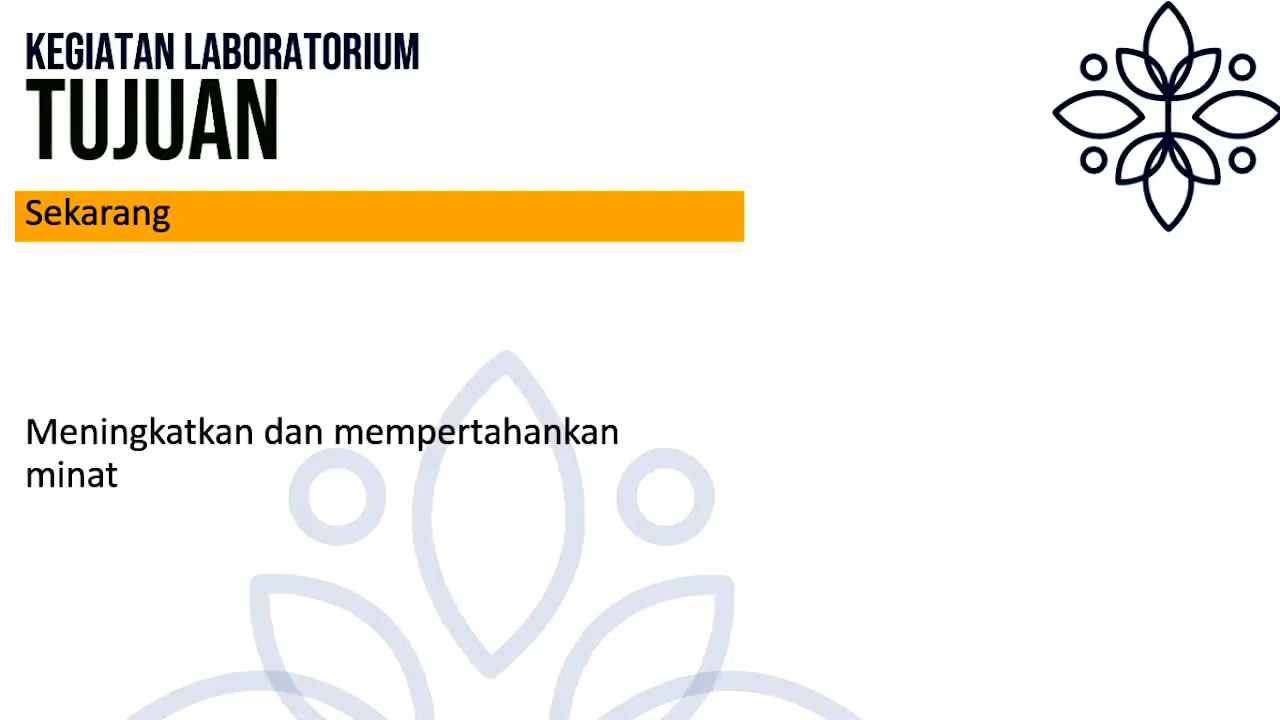 KEGIATAN LABORATORIUM
TUJUAN
Sekarang
Meningkatkan dan mempertahankan
minat